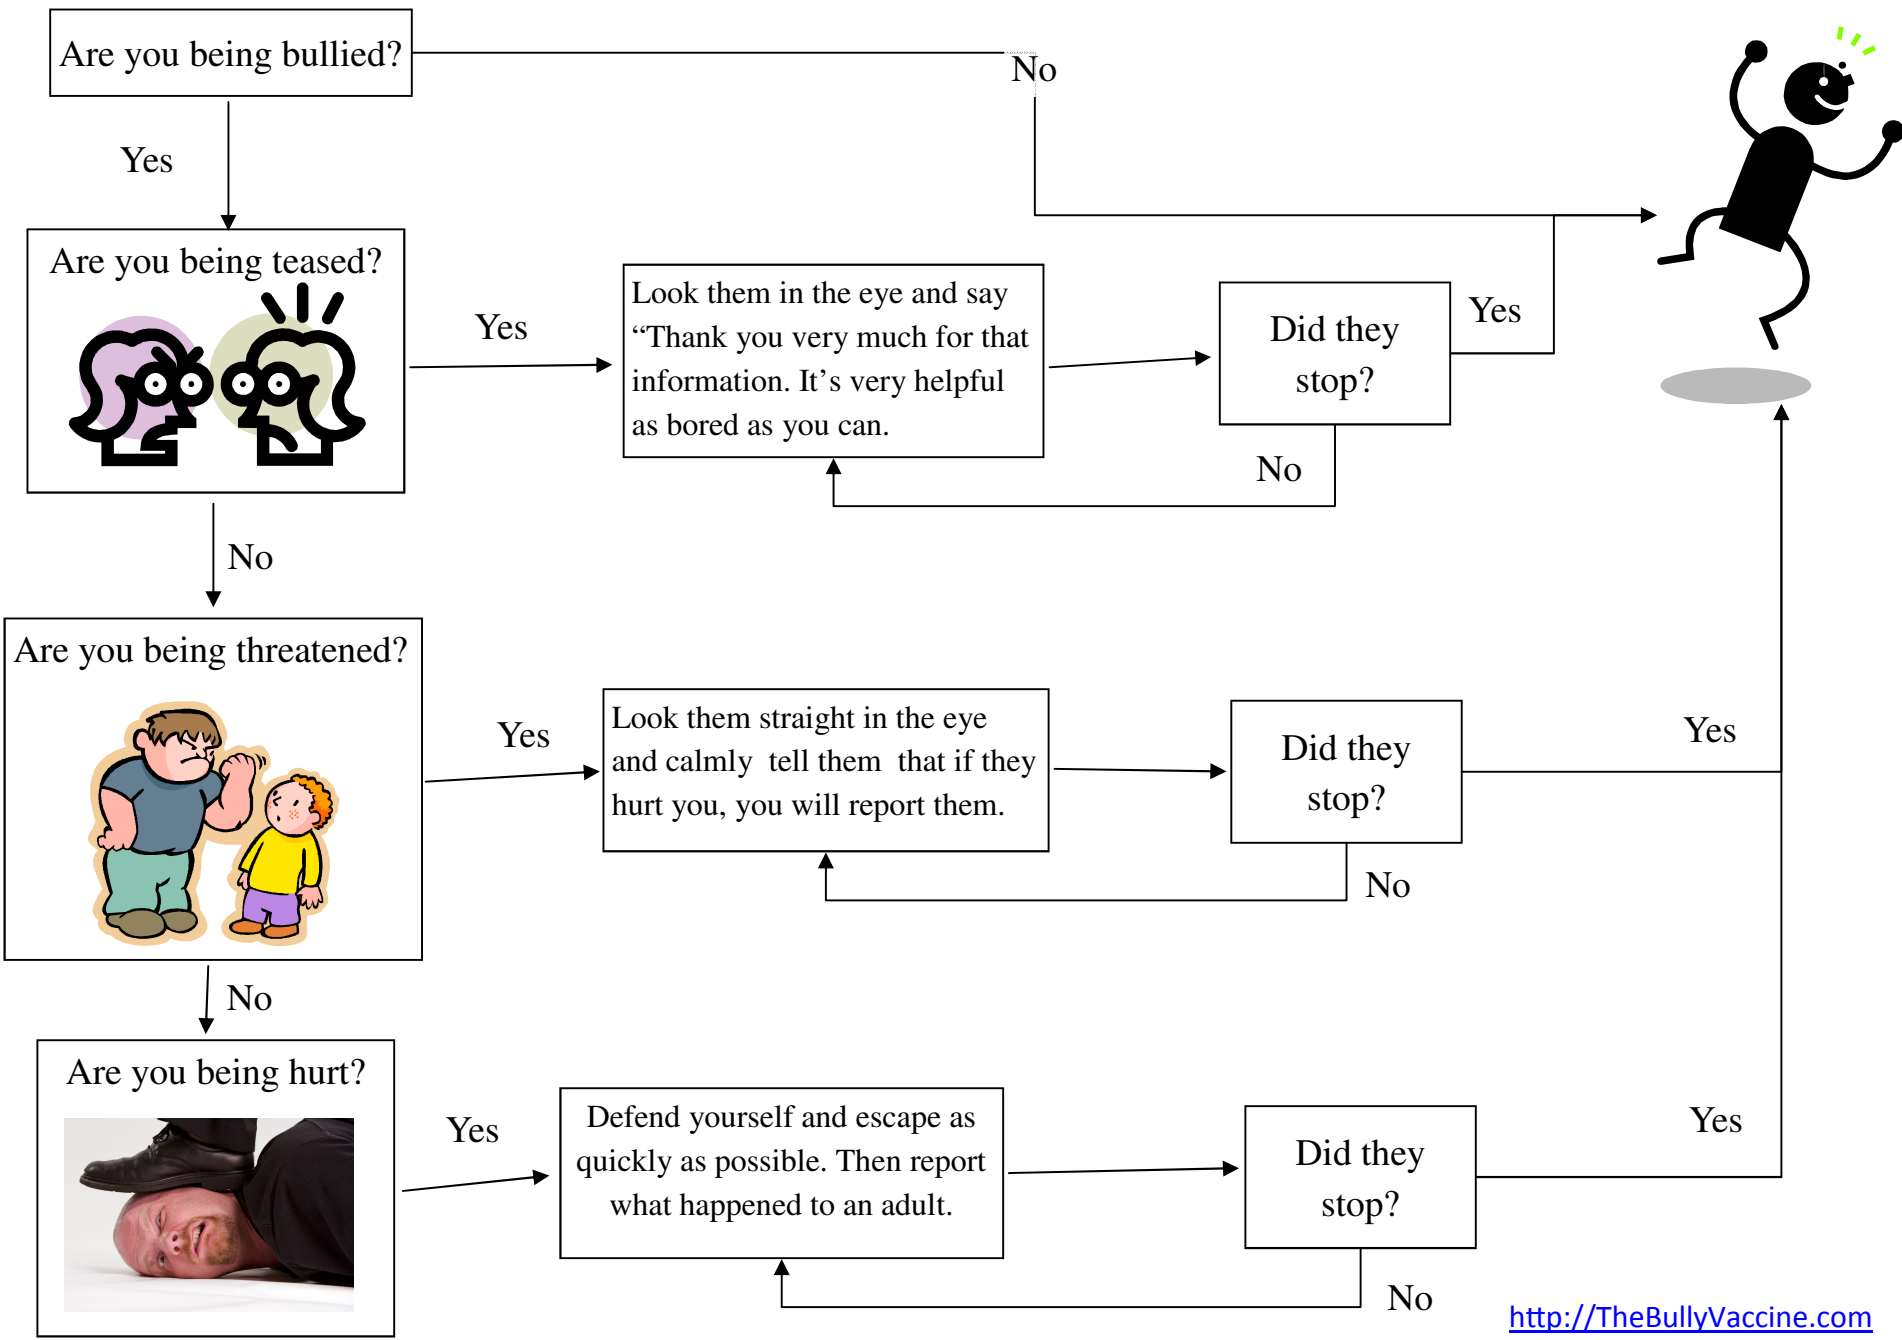 Are you being bullied?
No
Yes
Are you being teased?
Yes
Look them in the eye and say
“Thank you very much for that
information. It’s very helpful
as bored as you can.
Did they
stop?
Yes
No
No
Are you being threatened?
Yes
Look them straight in the eye
and calmly  tell them  that if they
hurt you, you will report them.
Did they
stop?
Yes
No
No
Are you being hurt?
Yes
Defend yourself and escape as
quickly as possible. Then report
what happened to an adult.
Did they
stop?
Yes
No
http://TheBullyVaccine.com